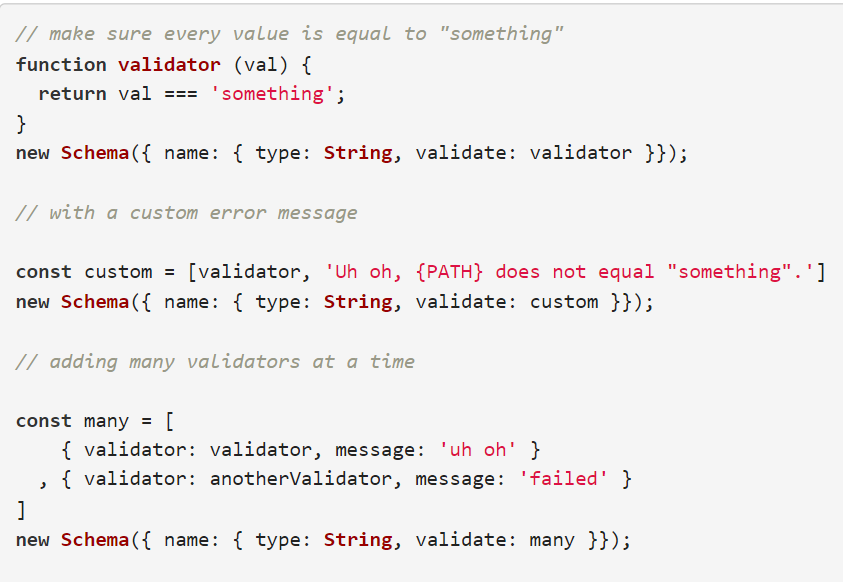 // make sure every value is equal to "something"
function validator (val) {
  return val === 'something';
}
new Schema({ name: { type: String, validate: validator }});

// with a custom error message

const custom = [validator, 'Uh oh, {PATH} does not equal "something".']
new Schema({ name: { type: String, validate: custom }});

// adding many validators at a time

const many = [
    { validator: validator, message: 'uh oh' }
  , { validator: anotherValidator, message: 'failed' }
]
new Schema({ name: { type: String, validate: many }});